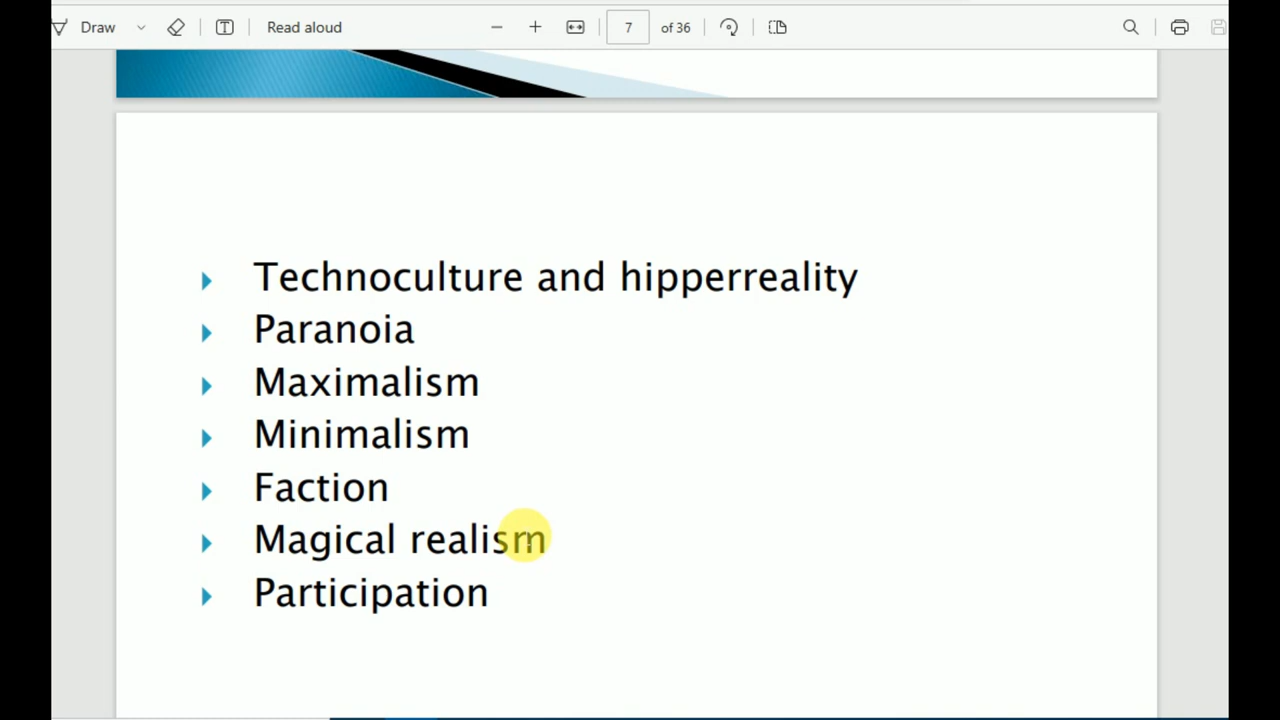 Draw
Read aloud
7
of 36
Technoculture and hipperreality
Paranoia
Maximalism
Minimalism
Faction
Magical realism
Participation